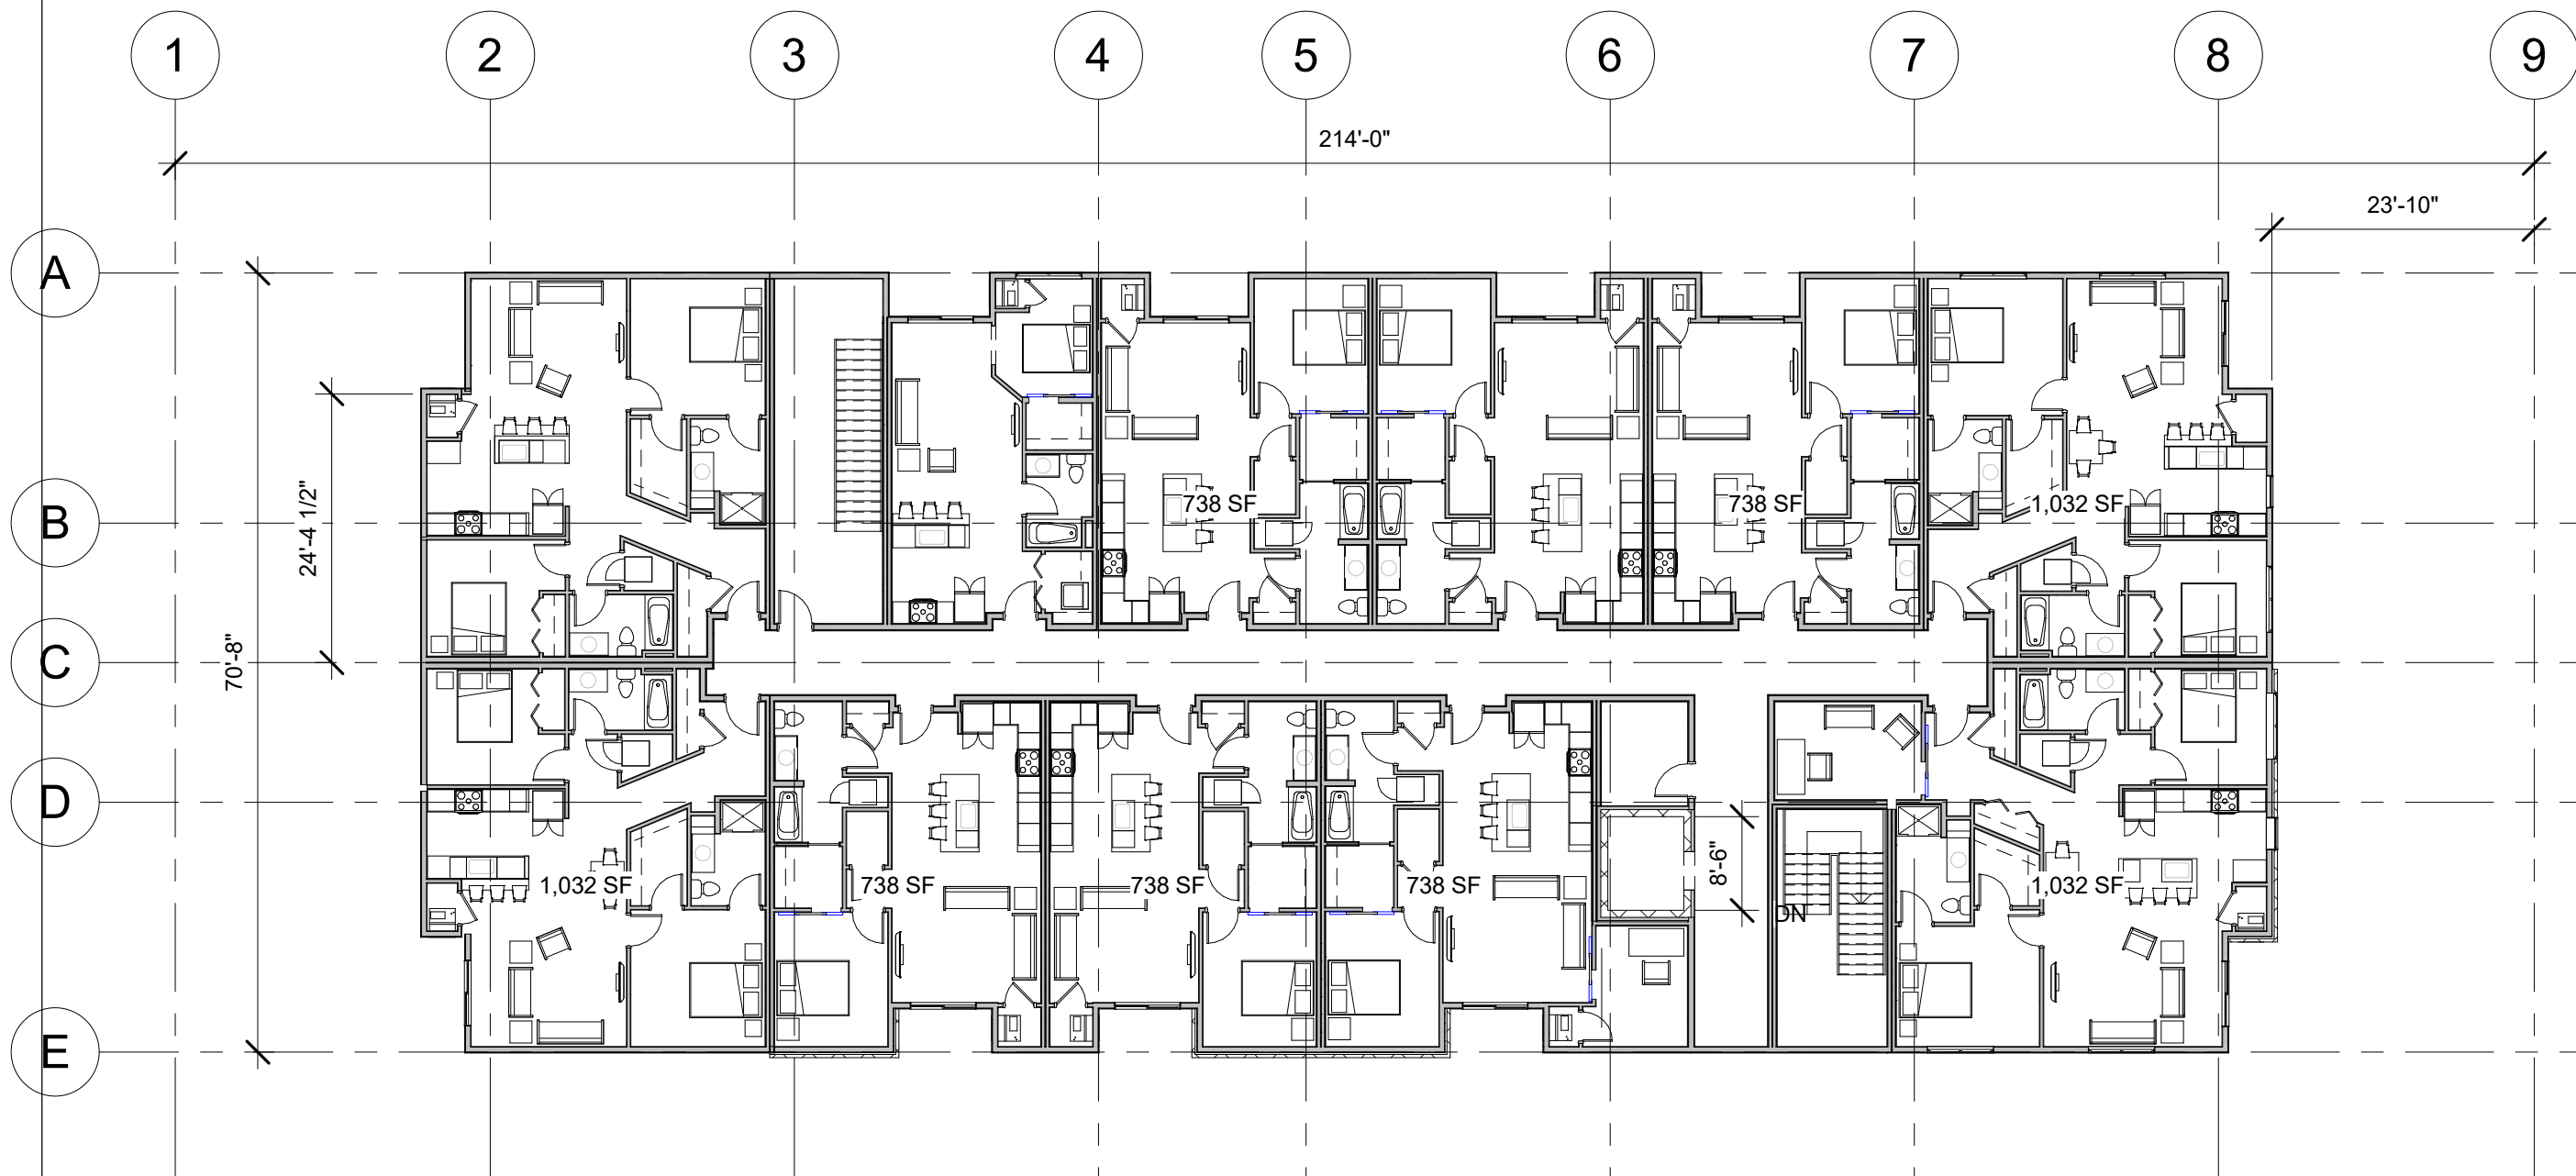 1 2 3 4 5 6 7 8 9
214'-0"
23'-10"
A
24'-4 1/2"
B
738 SF 738 SF 1,032 SF
70'-8"
C
D
8'-6"
1,032 SF 738 SF 738 SF 738 SF 1,032 SF
DN
E